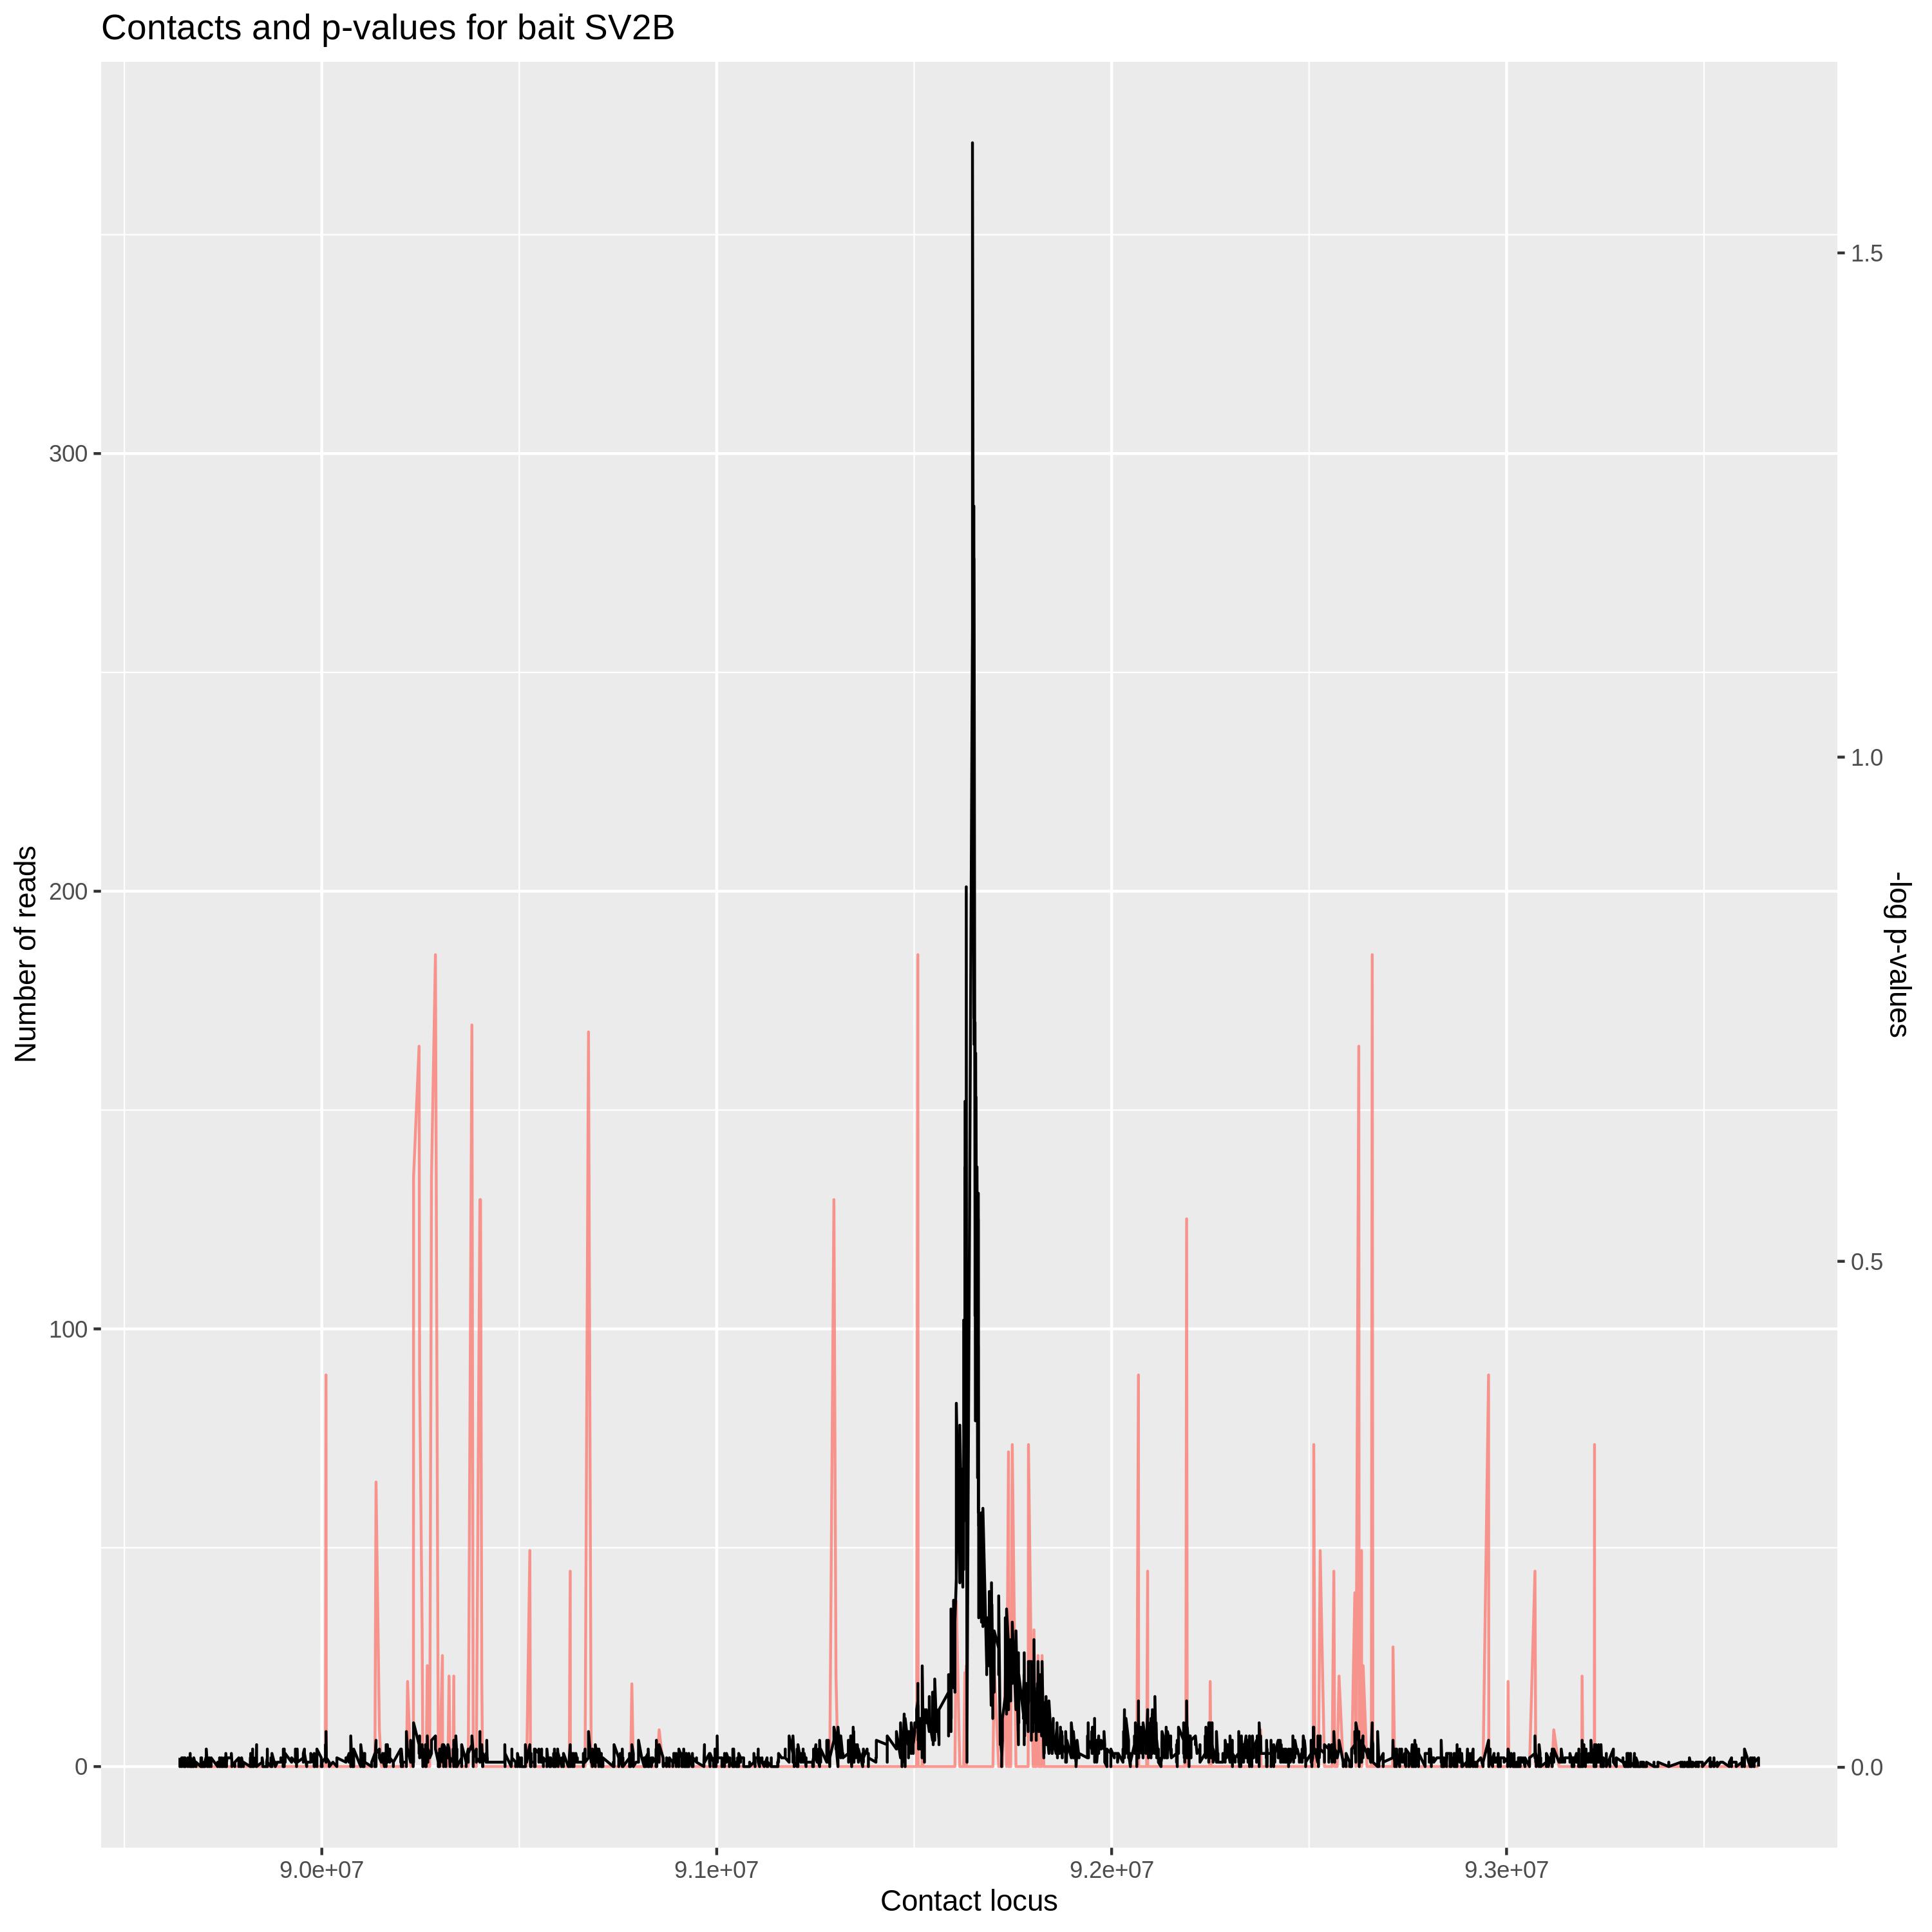 Contacts and p-values for bait SV2B
Number of reads
300
200
100
0
1.5
1.0
0.5
0.0
-log p-values
9.0e+07
9.1e+07
9.2e+07
9.3e+07
Contact locus